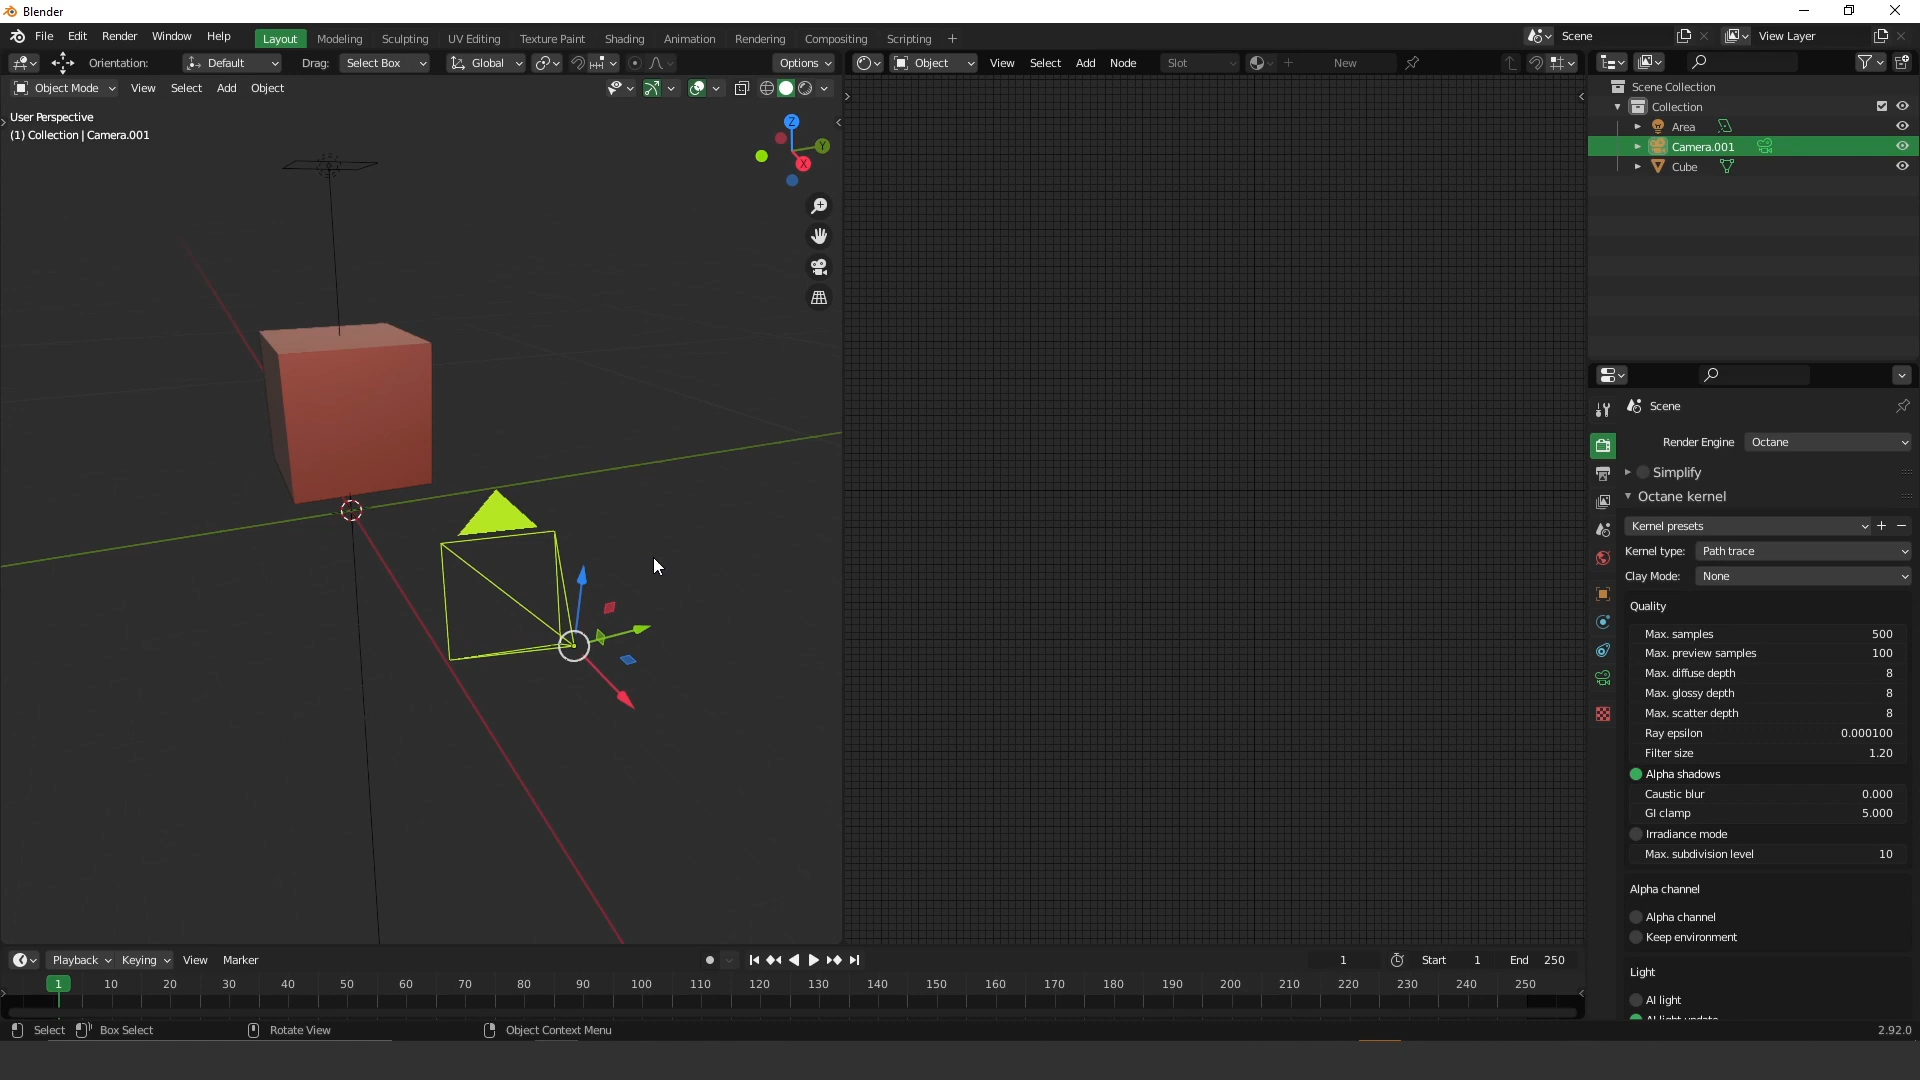 Blender
File Edit Render Window Help
Layout Modeling Sculpting UV Editing Texture Paint Shading Animation Rendering Compositing Scripting +
Scene
View Layer
Orientation: Default Drag: Select Box Global Options
Object View Select Add Node Slot New
Object Mode View Select Add Object
User Perspective
(1) Collection | Camera.001
Z
Y
X
Scene Collection
Collection
Area
Camera.001
Cube
Scene
Render Engine Octane
Simplify
Octane kernel
Kernel presets
Kernel type: Path trace
Clay Mode: None
Quality
Max. samples 500
Max. preview samples 100
Max. diffuse depth 8
Max. glossy depth 8
Max. scatter depth 8
Ray epsilon 0.000100
Filter size 1.20
Alpha shadows
Caustic blur 0.000
GI clamp 5.000
Irradiance mode
Max. subdivision level 10
Alpha channel
Alpha channel
Keep environment
Light
AI light
AI light update
Playback Keying View Marker
1 Start 1 End 250
1 10 20 30 40 50 60 70 80 90 100 110 120 130 140 150 160 170 180 190 200 210 220 230 240 250
Select Box Select Rotate View Object Context Menu
2.92.0